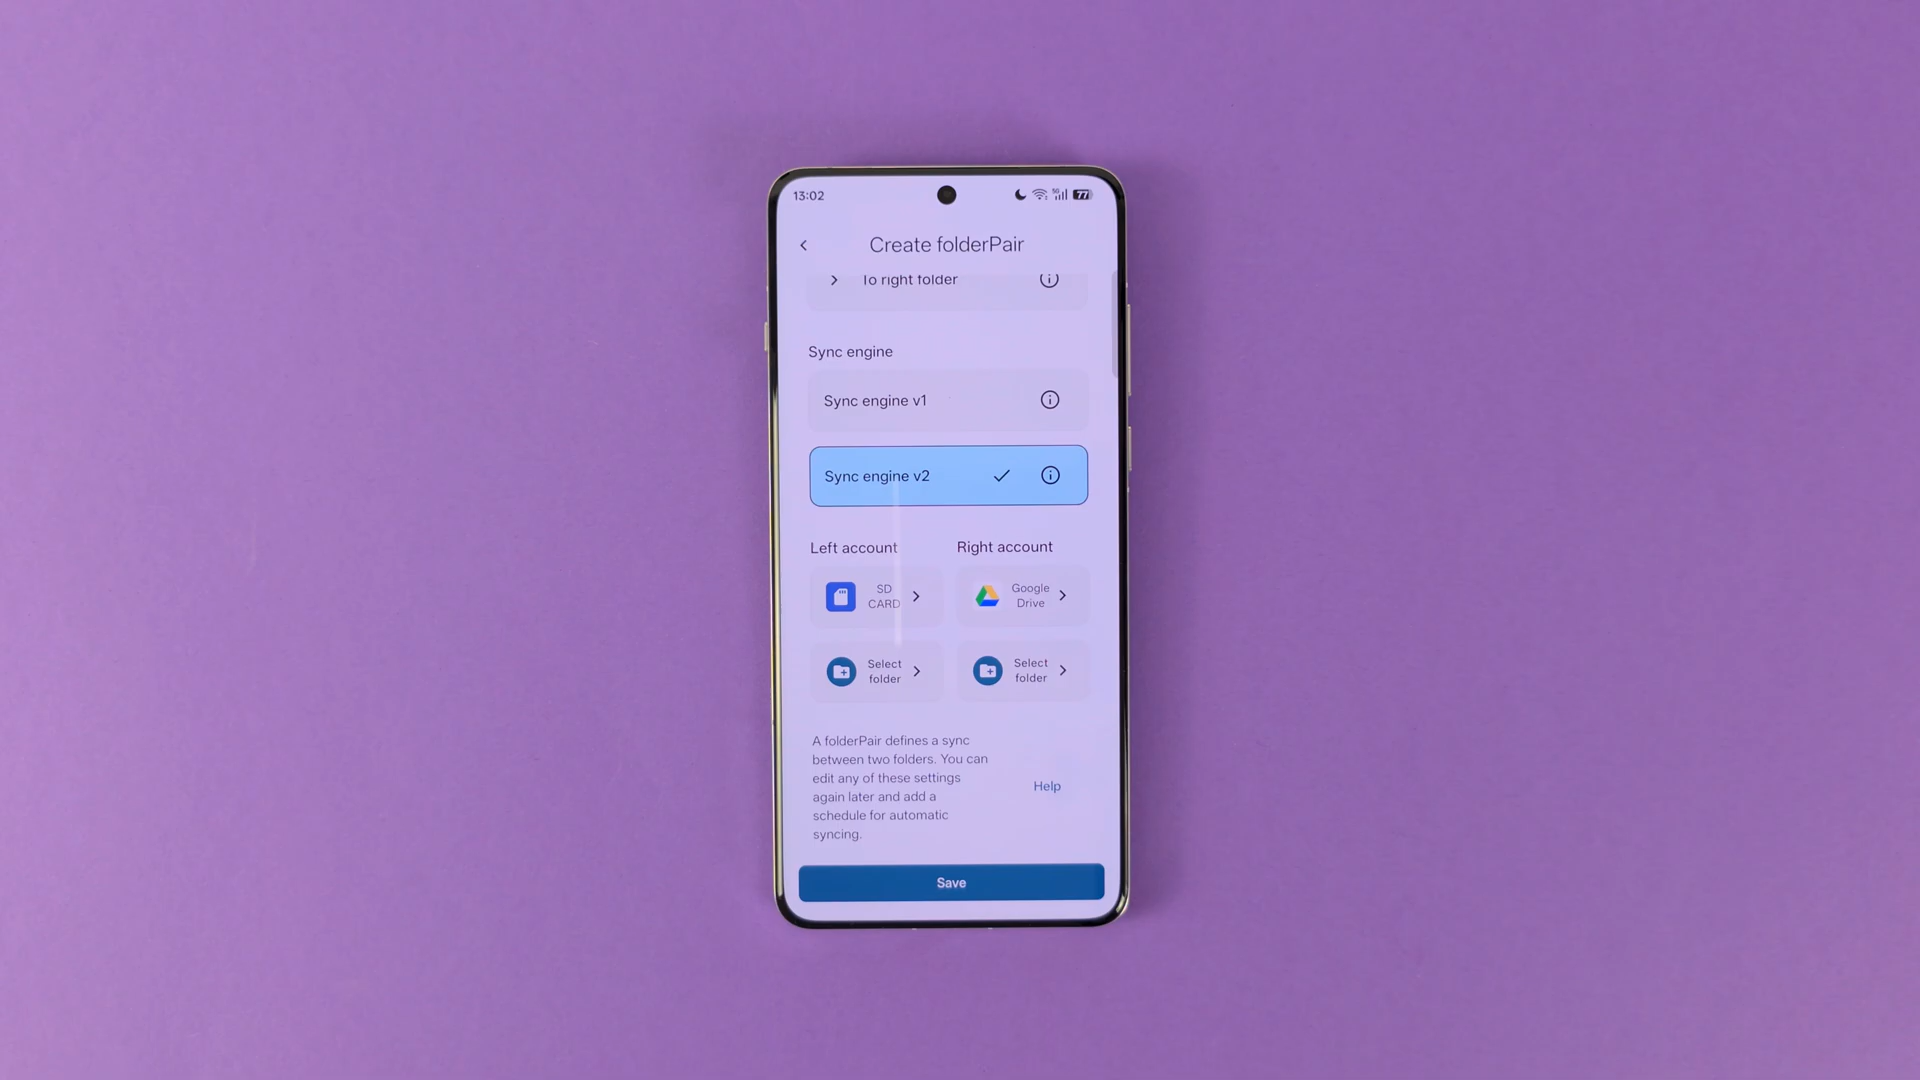 13:02
5G
77
Create folderPair
To right folder
Sync engine
Sync engine v1
Sync engine v2
Left account
Right account
SD
CARD
Google
Drive
Select
folder
Select
folder
A folderPair defines a sync
between two folders. You can
edit any of these settings
again later and add a
schedule for automatic
syncing.
Help
Save